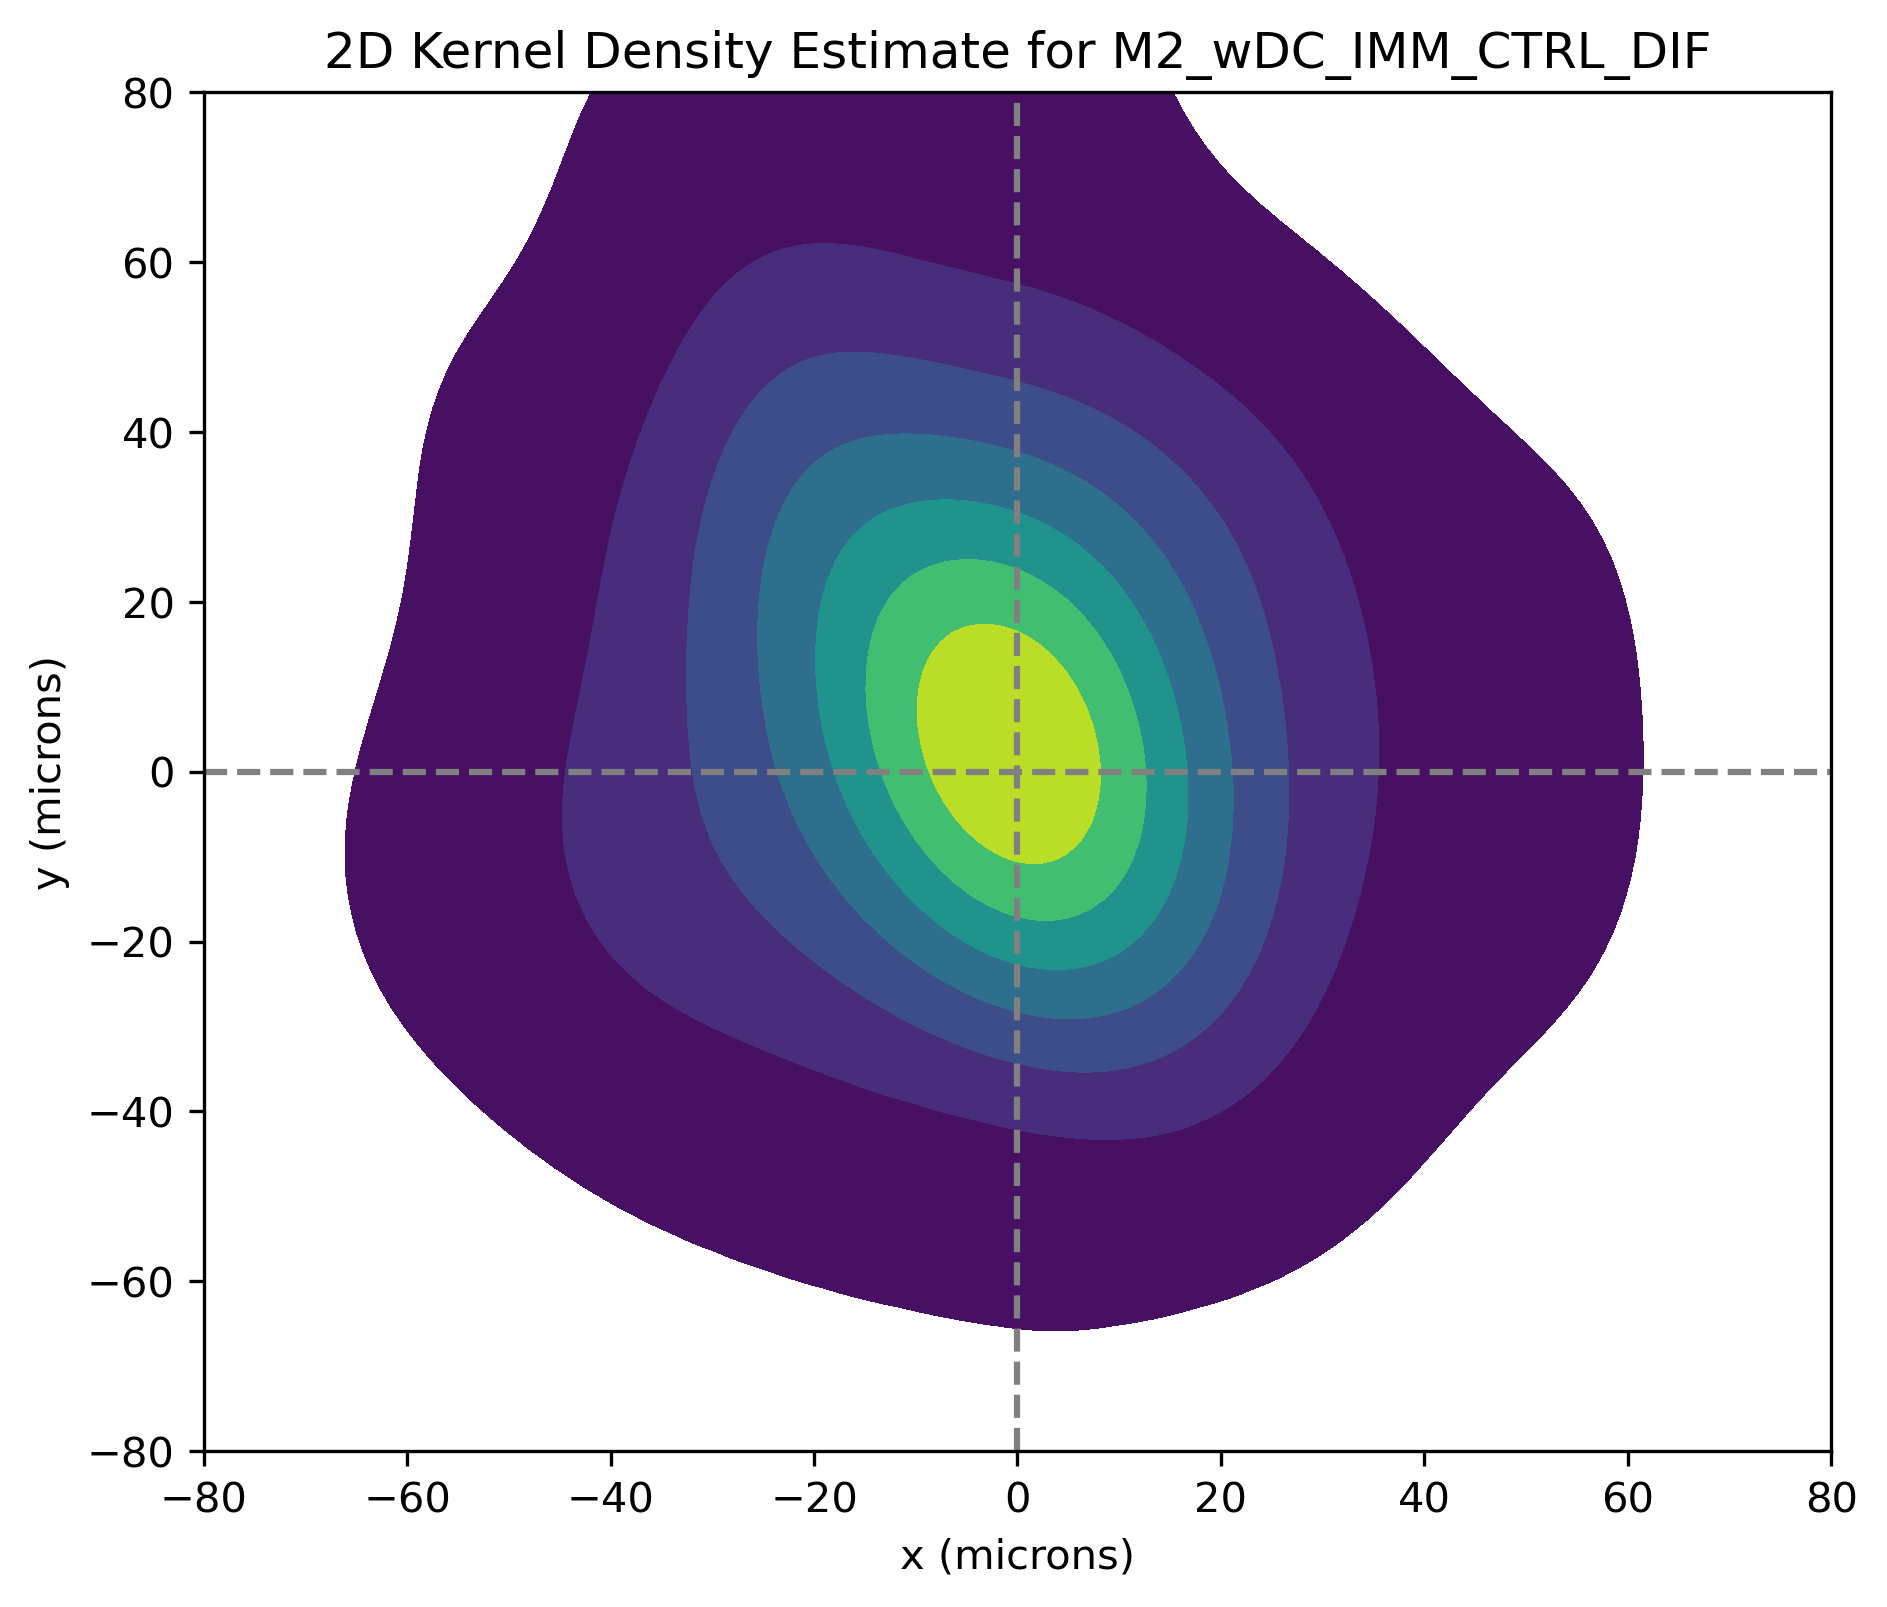 2D Kernel Density Estimate for M2_wDC_IMM_CTRL_DIF
80
60
40
20
0
−20
−40
−60
−80
y (microns)
−80 −60 −40 −20 0 20 40 60 80
x (microns)